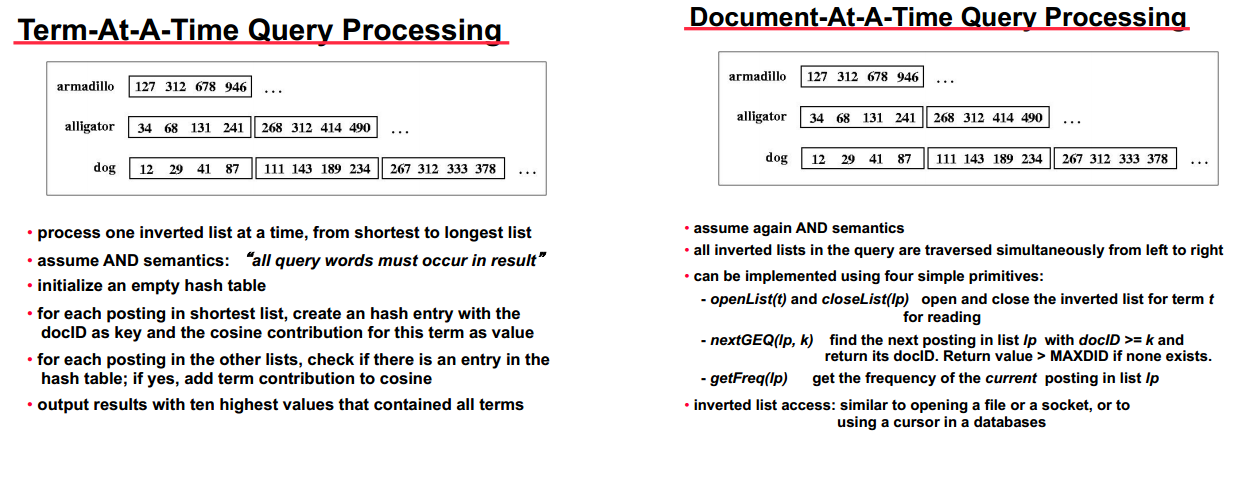 Term-At-A-Time Query Processing
armadillo 127 312 678 946 ...
alligator 34 68 131 241 268 312 414 490 ...
dog 12 29 41 87 111 143 189 234 267 312 333 378 ...
• process one inverted list at a time, from shortest to longest list
• assume AND semantics: “all query words must occur in result”
• initialize an empty hash table
• for each posting in shortest list, create an hash entry with the
docID as key and the cosine contribution for this term as value
• for each posting in the other lists, check if there is an entry in the
hash table; if yes, add term contribution to cosine
• output results with ten highest values that contained all terms
Document-At-A-Time Query Processing
armadillo 127 312 678 946 ...
alligator 34 68 131 241 268 312 414 490 ...
dog 12 29 41 87 111 143 189 234 267 312 333 378 ...
• assume again AND semantics
• all inverted lists in the query are traversed simultaneously from left to right
• can be implemented using four simple primitives:
- openList(t) and closeList(lp) open and close the inverted list for term t
for reading
- nextGEQ(lp, k) find the next posting in list lp with docID >= k and
return its docID. Return value > MAXDID if none exists.
- getFreq(lp) get the frequency of the current posting in list lp
• inverted list access: similar to opening a file or a socket, or to
using a cursor in a databases